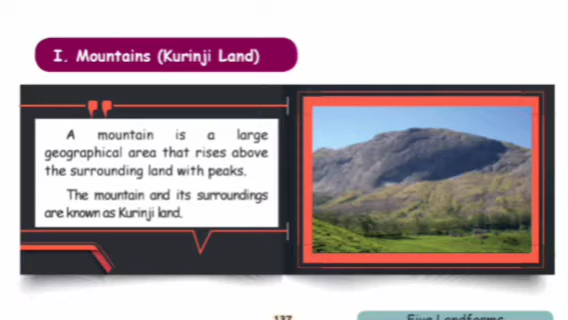 I. Mountains (Kurinji Land)
A mountain is a large
geographical area that rises above
the surrounding land with peaks.
The mountain and its surroundings
are known as Kurinji land.
137
Five Landforms